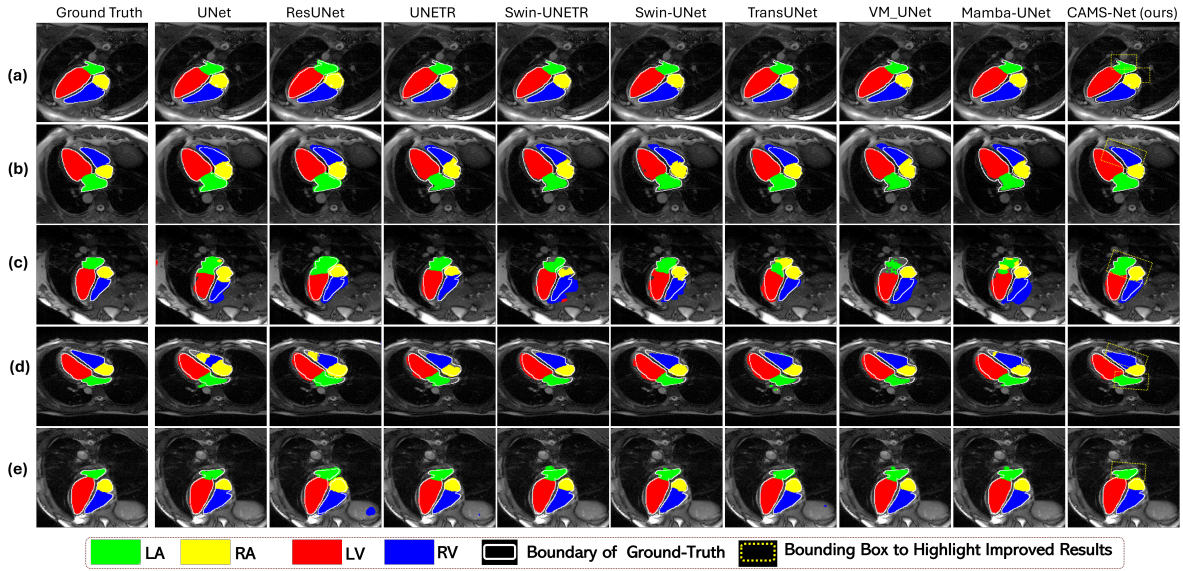 Ground Truth UNet ResUNet UNETR Swin-UNETR Swin-UNet TransUNet VM_UNet Mamba-UNet CAMS-Net (ours)
(a)
(b)
(c)
(d)
(e)
LA RA LV RV Boundary of Ground-Truth Bounding Box to Highlight Improved Results